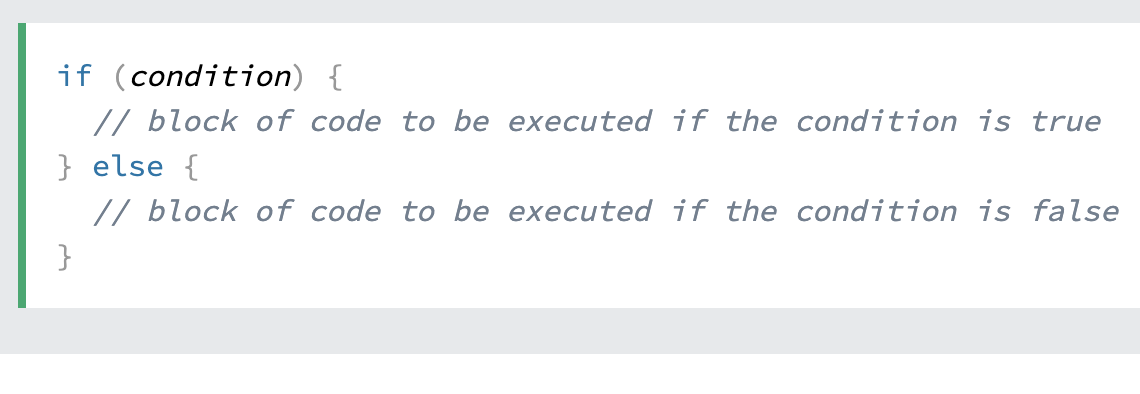 if (condition) {
  // block of code to be executed if the condition is true
} else {
  // block of code to be executed if the condition is false
}